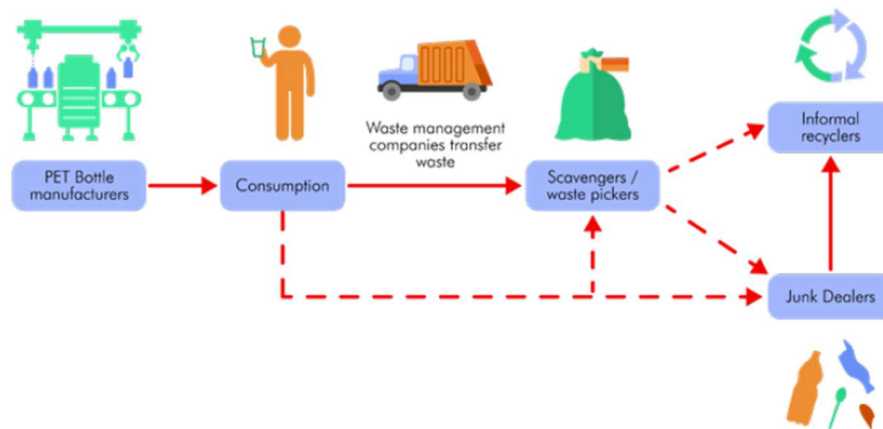 Waste management
companies transfer
waste
Informal
recyclers
PET Bottle
manufacturers
Consumption
Scavengers /
waste pickers
Junk Dealers